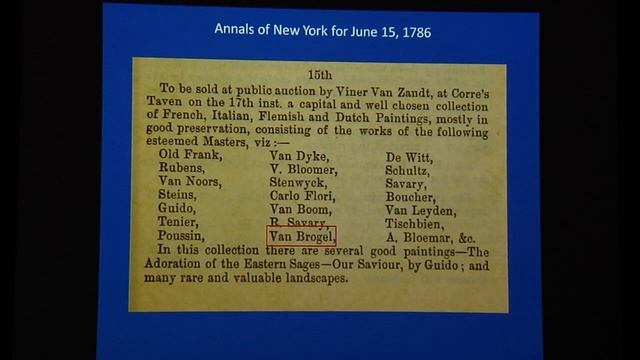 Annals of New York for June 15, 1786
15th
To be sold at public auction by Viner Van Zandt, at Corre's
Taven on the 17th inst. a capital and well chosen collection
of French, Italian, Flemish and Dutch Paintings, mostly in
good preservation, consisting of the works of the following
esteemed Masters, viz :—
Old Frank, Van Dyke, De Witt,
Rubens, V. Bloomer, Schultz,
Van Noors, Stenwyck, Savary,
Steins, Carlo Flori, Boucher,
Guido, Van Boom, Van Leyden,
Tenier, R. Savary, Tischbien,
Poussin, Van Brogel, A. Bloemar, &c.
In this collection there are several good paintings—The
Adoration of the Eastern Sages—Our Saviour, by Guido ; and
many rare and valuable landscapes.